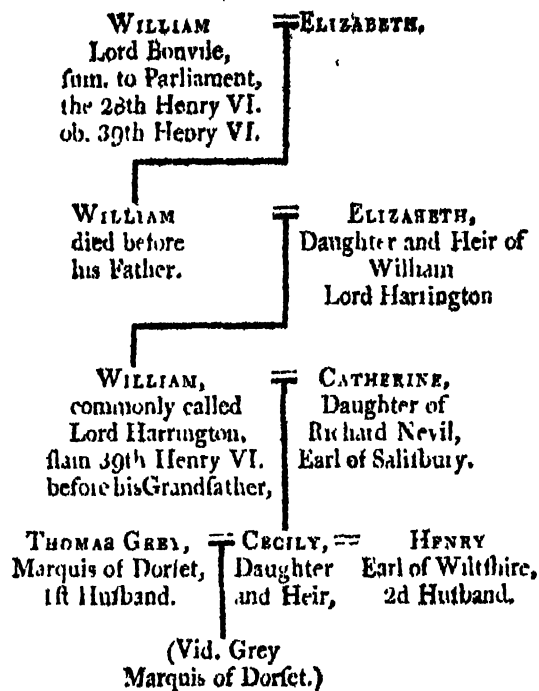 WILLIAM = ELIZABETH,
Lord Bonvile,
ſum. to Parliament,
the 28th Henry VI.
ob. 39th Henry VI.
WILLIAM
died before
his Father.
= ELIZABETH,
Daughter and Heir of
William
Lord Harrington
WILLIAM,
commonly called
Lord Harrington,
ſlain 39th Henry VI.
before his Grandfather,
= CATHERINE,
Daughter of
Richard Nevil,
Earl of Saliſbury.
THOMAS GREY,
Marquis of Dorſet,
1ſt Huſband.
= CECILY, =
Daughter
and Heir,
HENRY
Earl of Wiltſhire,
2d Huſband.
(Vid. Grey
Marquis of Dorſet.)